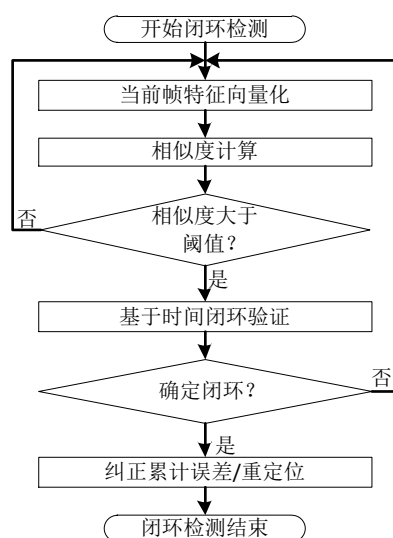 开始闭环检测
当前帧特征向量化
相似度计算
否
相似度大于
阈值?
是
基于时间闭环验证
确定闭环?
否
是
纠正累计误差/重定位
闭环检测结束